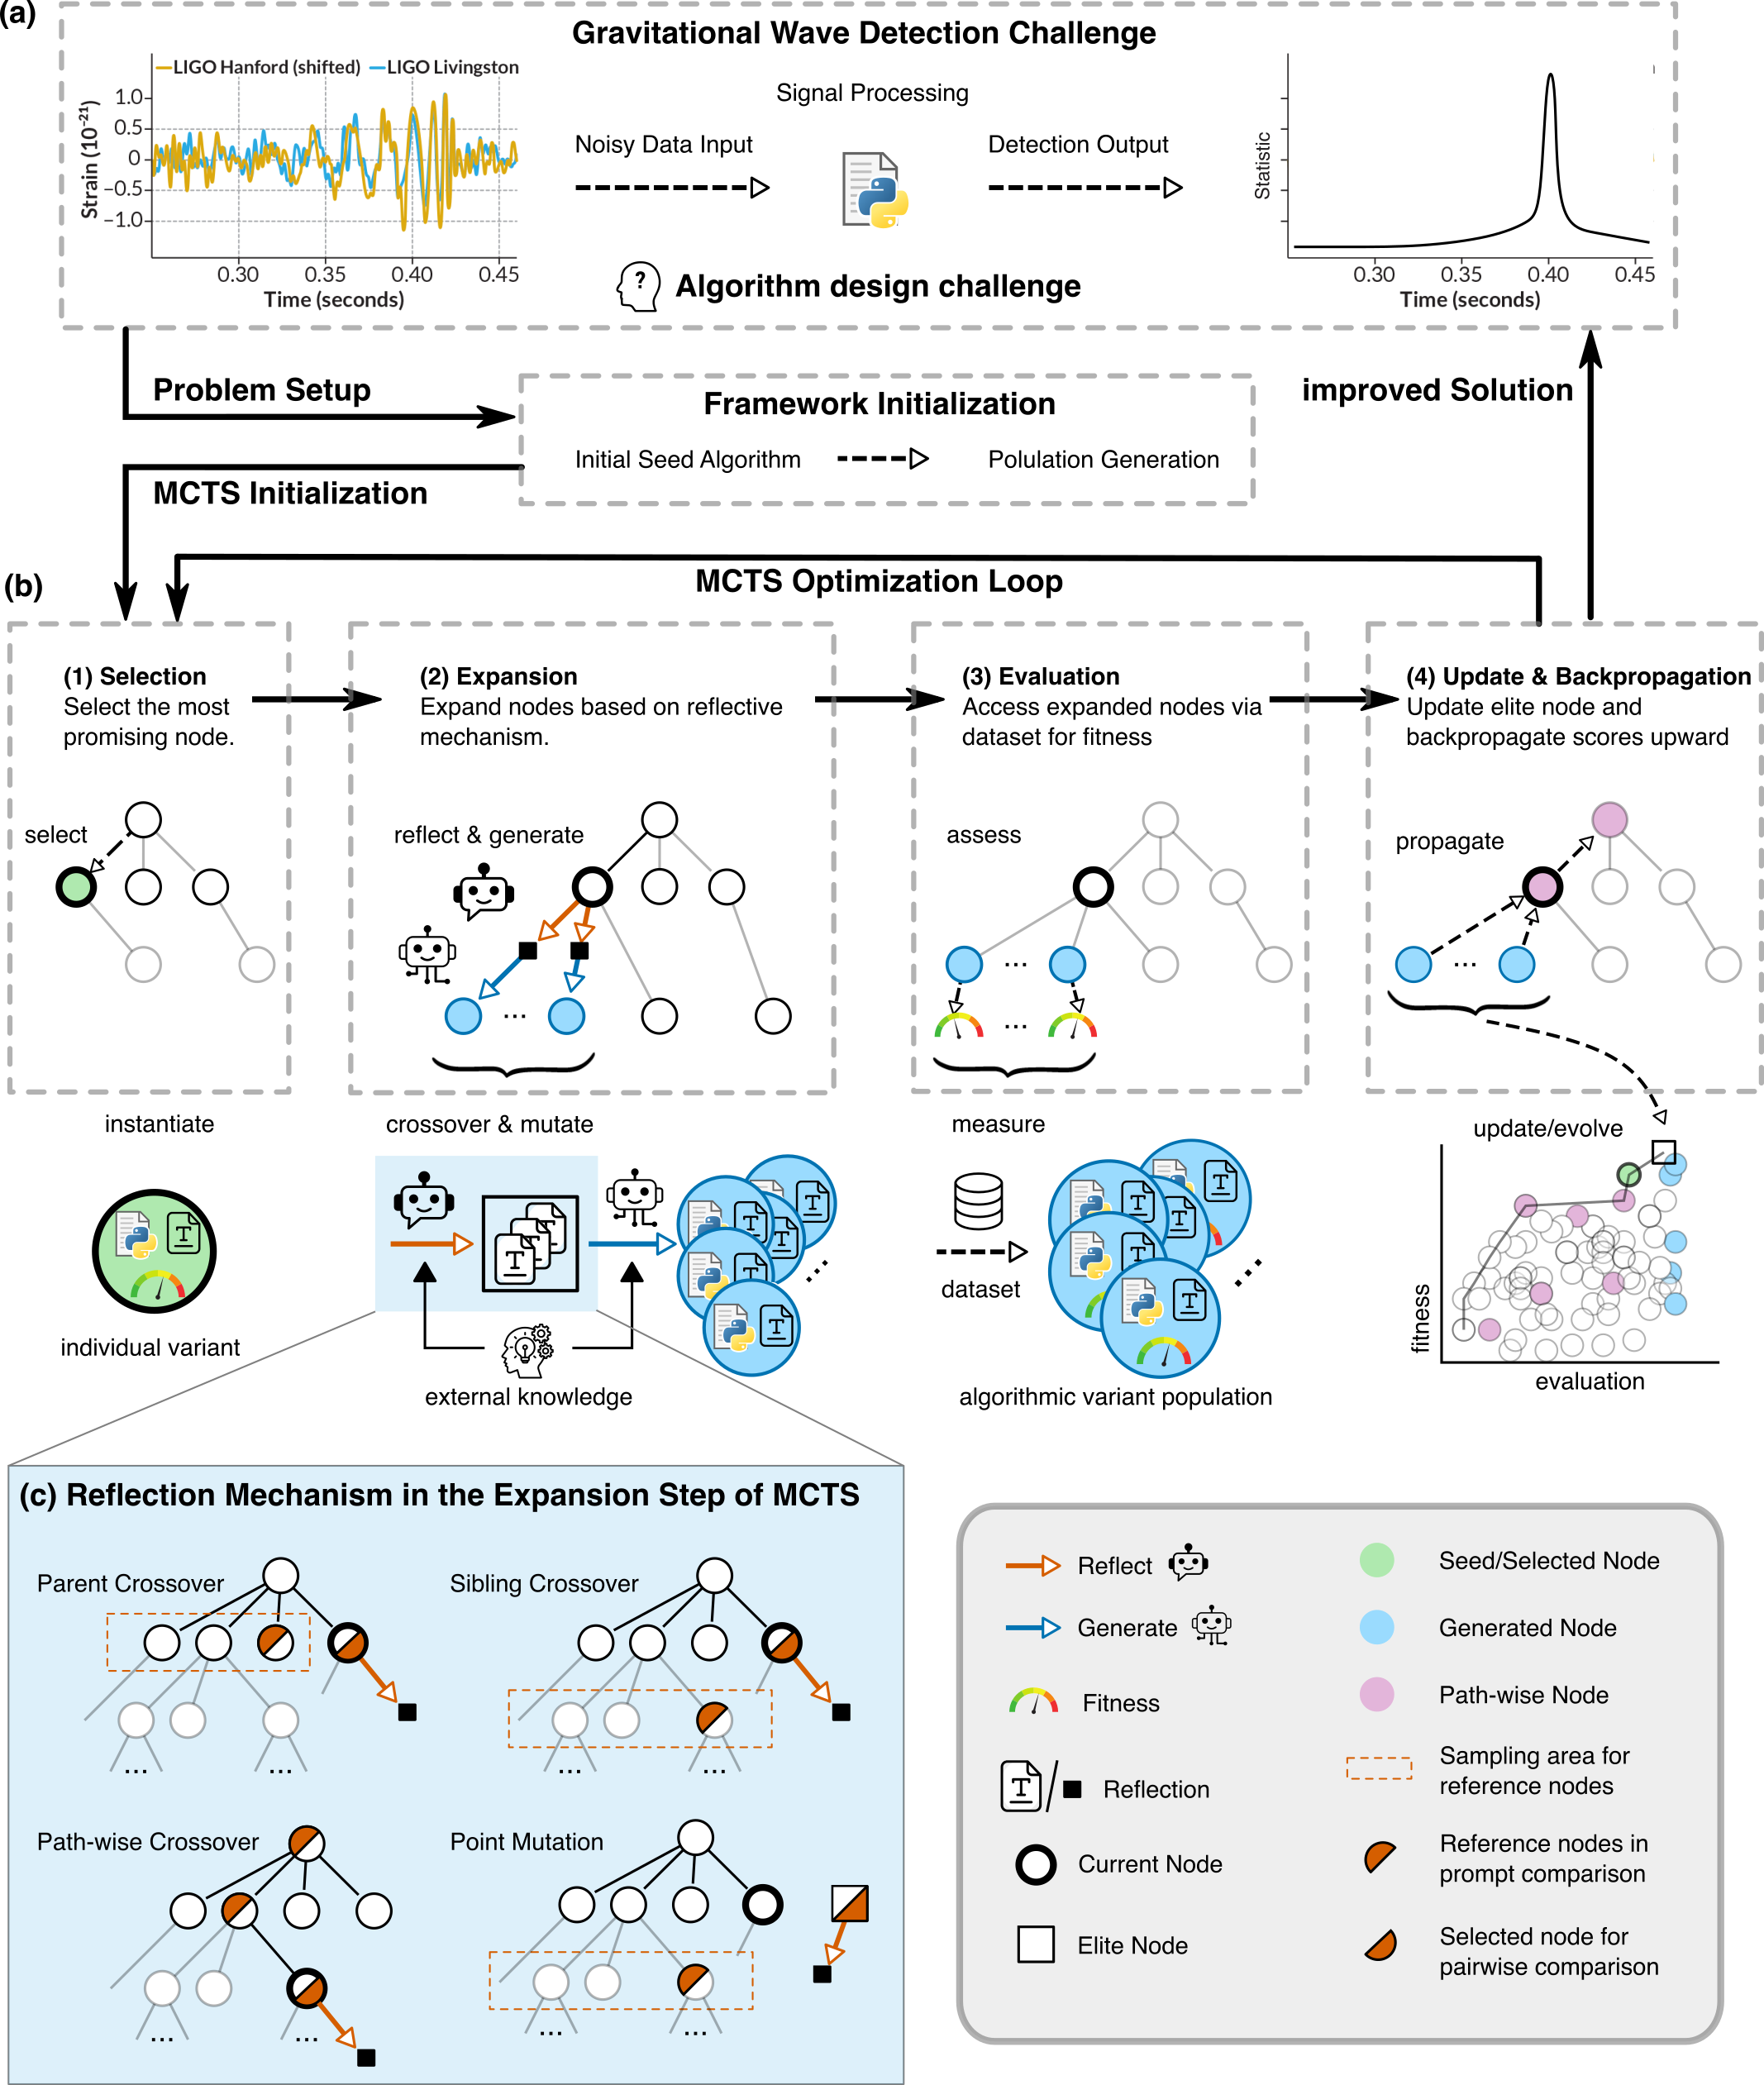 (a)
Gravitational Wave Detection Challenge
LIGO Hanford (shifted)
LIGO Livingston
Strain (10⁻²¹)
1.0
0.5
0
−0.5
−1.0
0.30
0.35
0.40
0.45
Time (seconds)
Signal Processing
Noisy Data Input
Detection Output
?
Algorithm design challenge
Statistic
0.30
0.35
0.40
0.45
Time (seconds)
Problem Setup
Framework Initialization
Initial Seed Algorithm
Polulation Generation
improved Solution
MCTS Initialization
(b)
MCTS Optimization Loop
(1) Selection
Select the most
promising node.
select
(2) Expansion
Expand nodes based on reflective
mechanism.
reflect & generate
...
(3) Evaluation
Access expanded nodes via
dataset for fitness
assess
...
...
(4) Update & Backpropagation
Update elite node and
backpropagate scores upward
propagate
...
instantiate
T
individual variant
crossover & mutate
T
external knowledge
T
T
T
T
T
measure
dataset
T
T
T
T
algorithmic variant population
update/evolve
fitness
evaluation
(c) Reflection Mechanism in the Expansion Step of MCTS
Parent Crossover
...
...
Sibling Crossover
...
...
Path-wise Crossover
...
...
Point Mutation
...
...
Reflect
Generate
Fitness
T
/
Reflection
Current Node
Elite Node
Seed/Selected Node
Generated Node
Path-wise Node
Sampling area for
reference nodes
Reference nodes in
prompt comparison
Selected node for
pairwise comparison